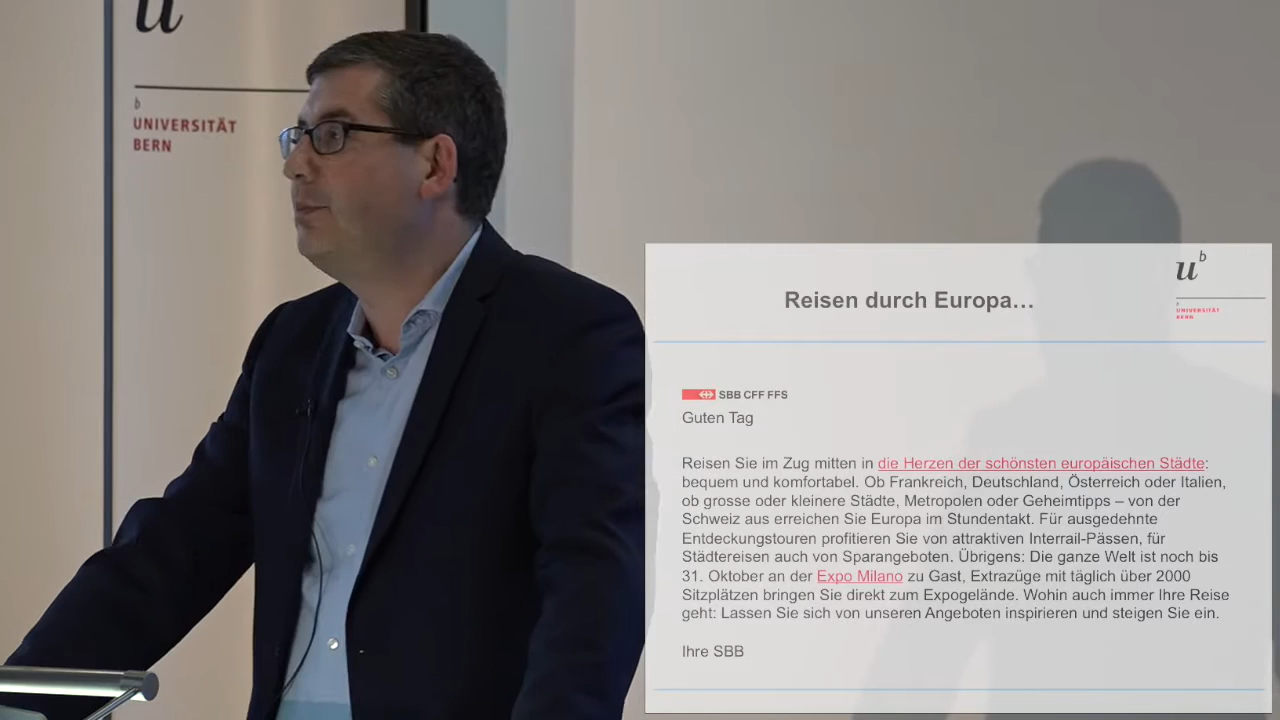 u
b
UNIVERSITÄT
BERN
Reisen durch Europa…
u b
b
UNIVERSITÄT
BERN
SBB CFF FFS
Guten Tag
Reisen Sie im Zug mitten in die Herzen der schönsten europäischen Städte:
bequem und komfortabel. Ob Frankreich, Deutschland, Österreich oder Italien,
ob grosse oder kleinere Städte, Metropolen oder Geheimtipps – von der
Schweiz aus erreichen Sie Europa im Stundentakt. Für ausgedehnte
Entdeckungstouren profitieren Sie von attraktiven Interrail-Pässen, für
Städtereisen auch von Sparangeboten. Übrigens: Die ganze Welt ist noch bis
31. Oktober an der Expo Milano zu Gast, Extrazüge mit täglich über 2000
Sitzplätzen bringen Sie direkt zum Expogelände. Wohin auch immer Ihre Reise
geht: Lassen Sie sich von unseren Angeboten inspirieren und steigen Sie ein.
Ihre SBB